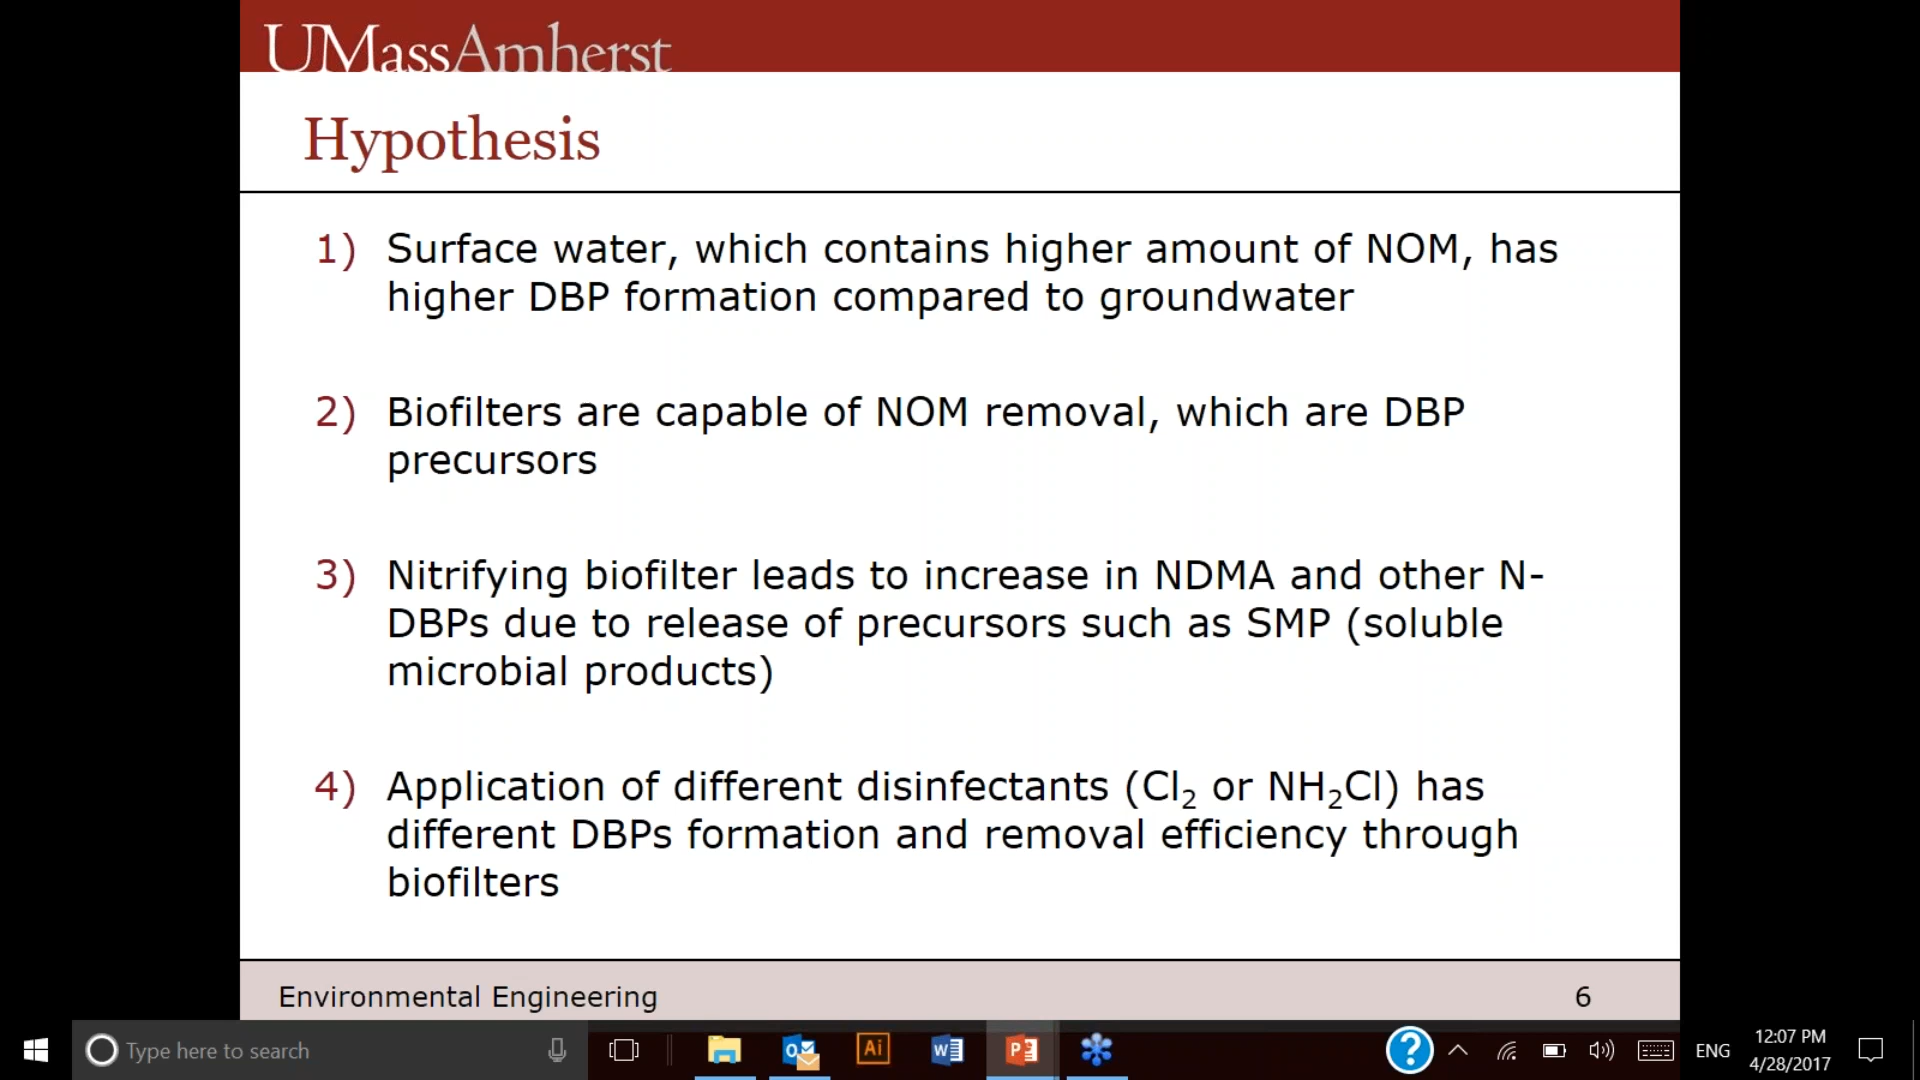 UMassAmherst
Hypothesis
1) Surface water, which contains higher amount of NOM, has
higher DBP formation compared to groundwater
2) Biofilters are capable of NOM removal, which are DBP
precursors
3) Nitrifying biofilter leads to increase in NDMA and other N-
DBPs due to release of precursors such as SMP (soluble
microbial products)
4) Application of different disinfectants (Cl₂ or NH₂Cl) has
different DBPs formation and removal efficiency through
biofilters
Environmental Engineering 6
Type here to search
Ai
ENG
12:07 PM
4/28/2017